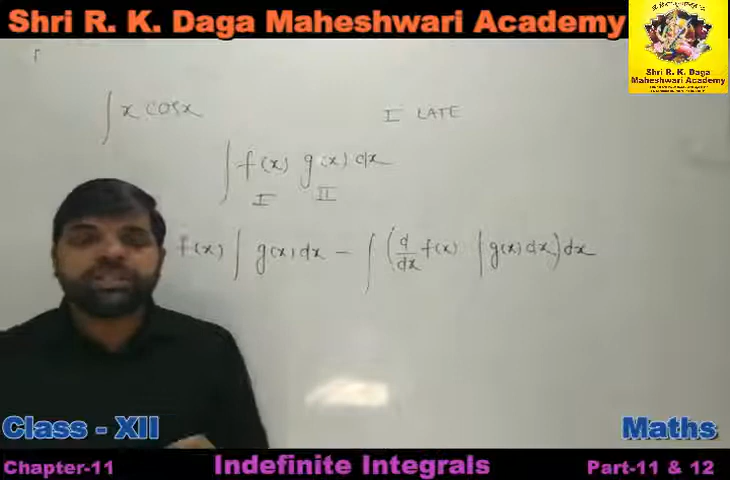 Shri R. K. Daga Maheshwari Academy
Shri R. K. Daga
Maheshwari Academy
∫ x cosx
I LATE
∫ f(x) g(x) dx
I II
f(x) ∫ g(x) dx − ∫ (d/dx f(x) ∫ g(x) dx) dx
Class - XII
Maths
Chapter-11
Indefinite Integrals
Part-11 & 12